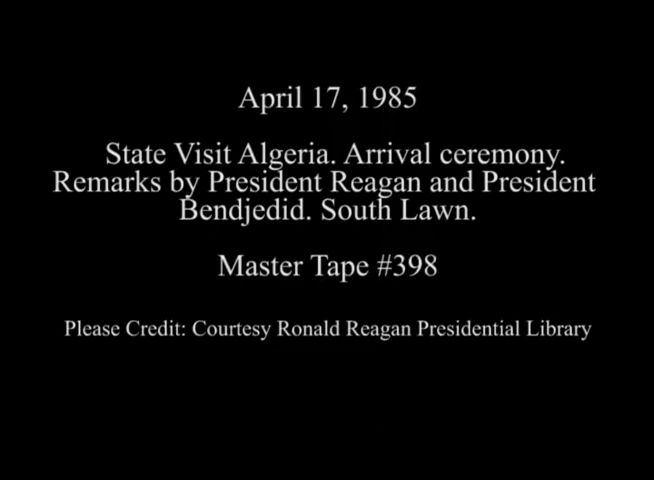 April 17, 1985
State Visit Algeria. Arrival ceremony.
Remarks by President Reagan and President
Bendjedid. South Lawn.
Master Tape #398
Please Credit: Courtesy Ronald Reagan Presidential Library